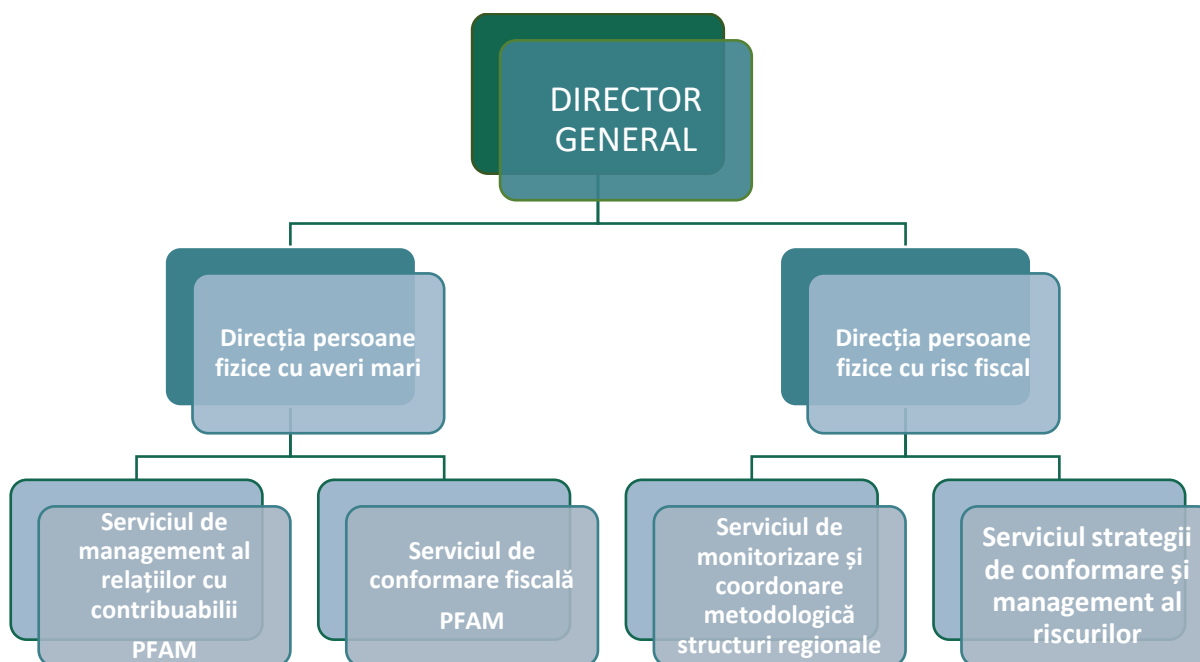 DIRECTOR
GENERAL
Direcția persoane
fizice cu averi mari
Direcția persoane
fizice cu risc fiscal
Serviciul de
management al
relațiilor cu
contribuabilii
PFAM
Serviciul de
conformare fiscală
PFAM
Serviciul de
monitorizare și
coordonare
metodologică
structuri regionale
Serviciul strategii
de conformare și
management al
riscurilor